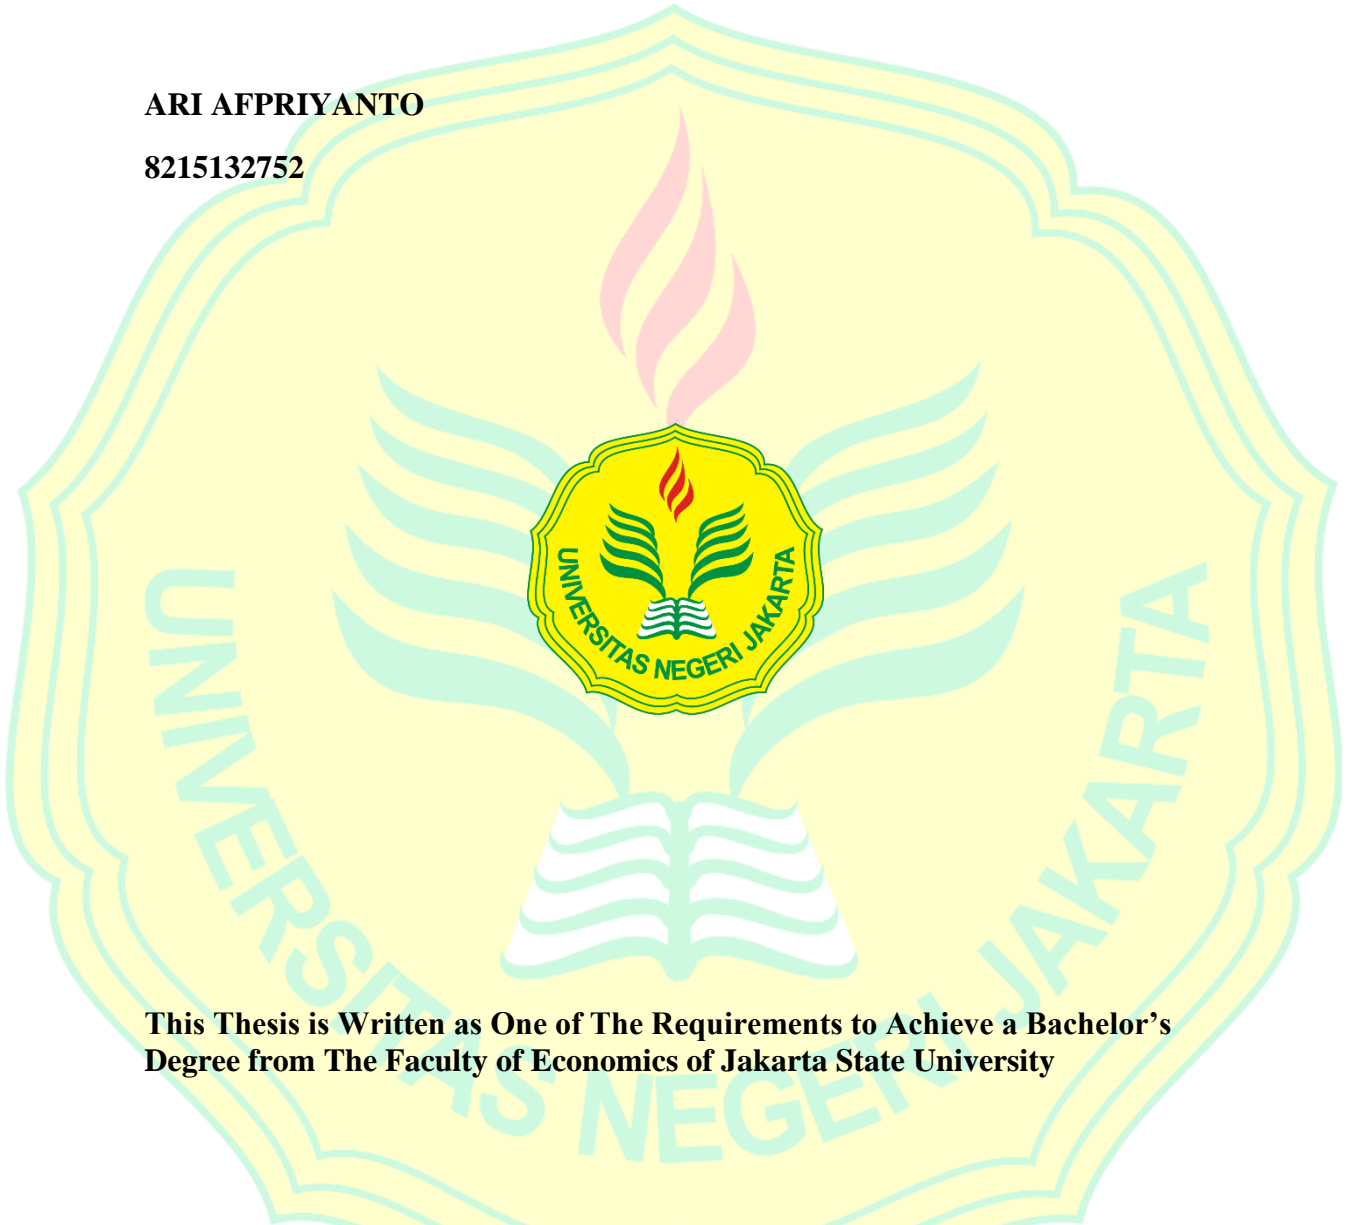 ARI AFPRIYANTO
8215132752
UNIVERSITAS NEGERI JAKARTA
UNIVERSITAS NEGERI JAKARTA
This Thesis is Written as One of The Requirements to Achieve a Bachelor’s
Degree from The Faculty of Economics of Jakarta State University